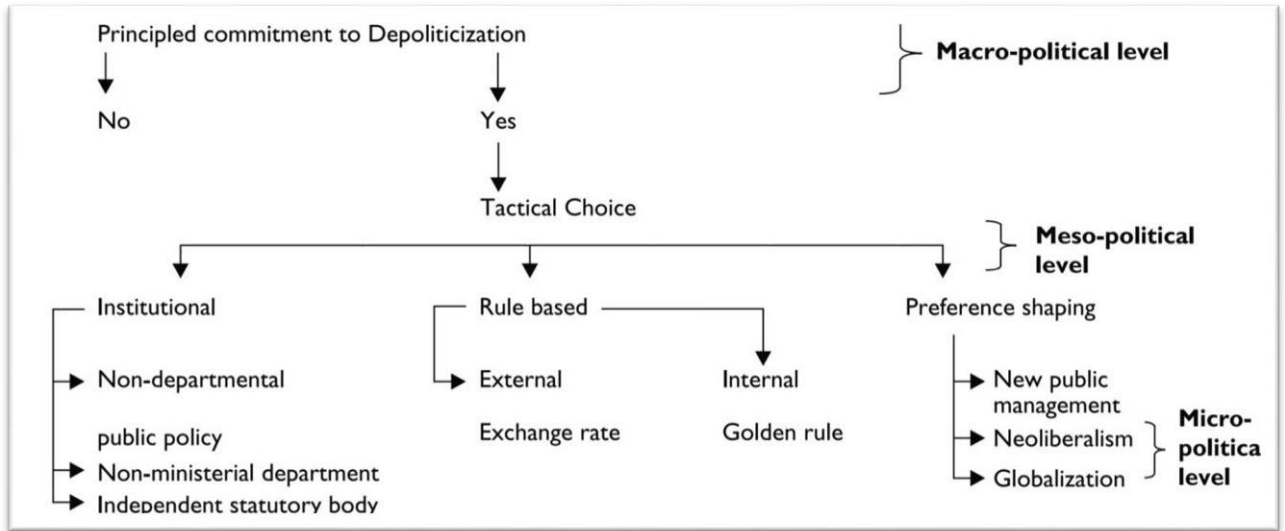 Principled commitment to Depoliticization
Macro-political level
No
Yes
Tactical Choice
Meso-political
level
Institutional
Rule based
Preference shaping
Non-departmental
public policy
Non-ministerial department
Independent statutory body
External
Exchange rate
Internal
Golden rule
New public
management
Neoliberalism
Globalization
Micro-
politica
level